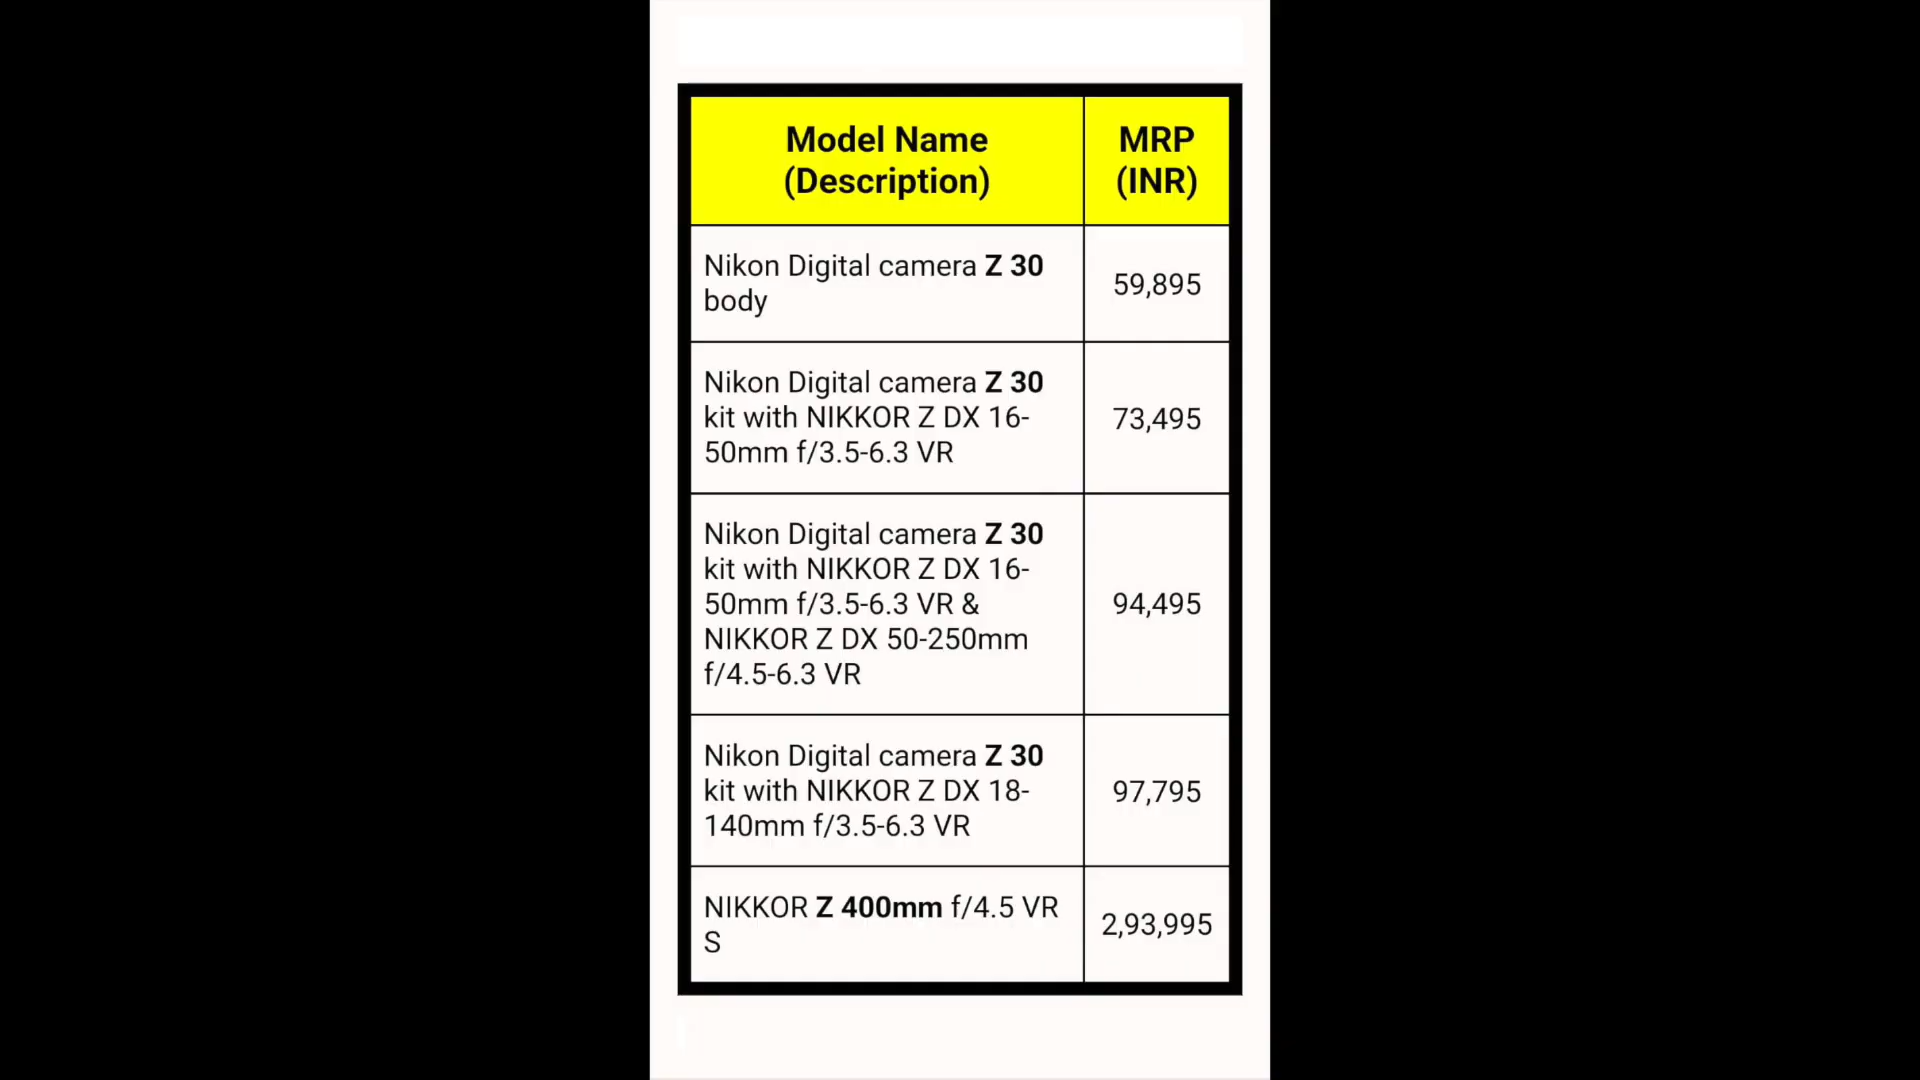 Model Name
(Description)
MRP
(INR)
Nikon Digital camera Z 30
body
59,895
Nikon Digital camera Z 30
kit with NIKKOR Z DX 16-
50mm f/3.5-6.3 VR
73,495
Nikon Digital camera Z 30
kit with NIKKOR Z DX 16-
50mm f/3.5-6.3 VR &
NIKKOR Z DX 50-250mm
f/4.5-6.3 VR
94,495
Nikon Digital camera Z 30
kit with NIKKOR Z DX 18-
140mm f/3.5-6.3 VR
97,795
NIKKOR Z 400mm f/4.5 VR
S
2,93,995